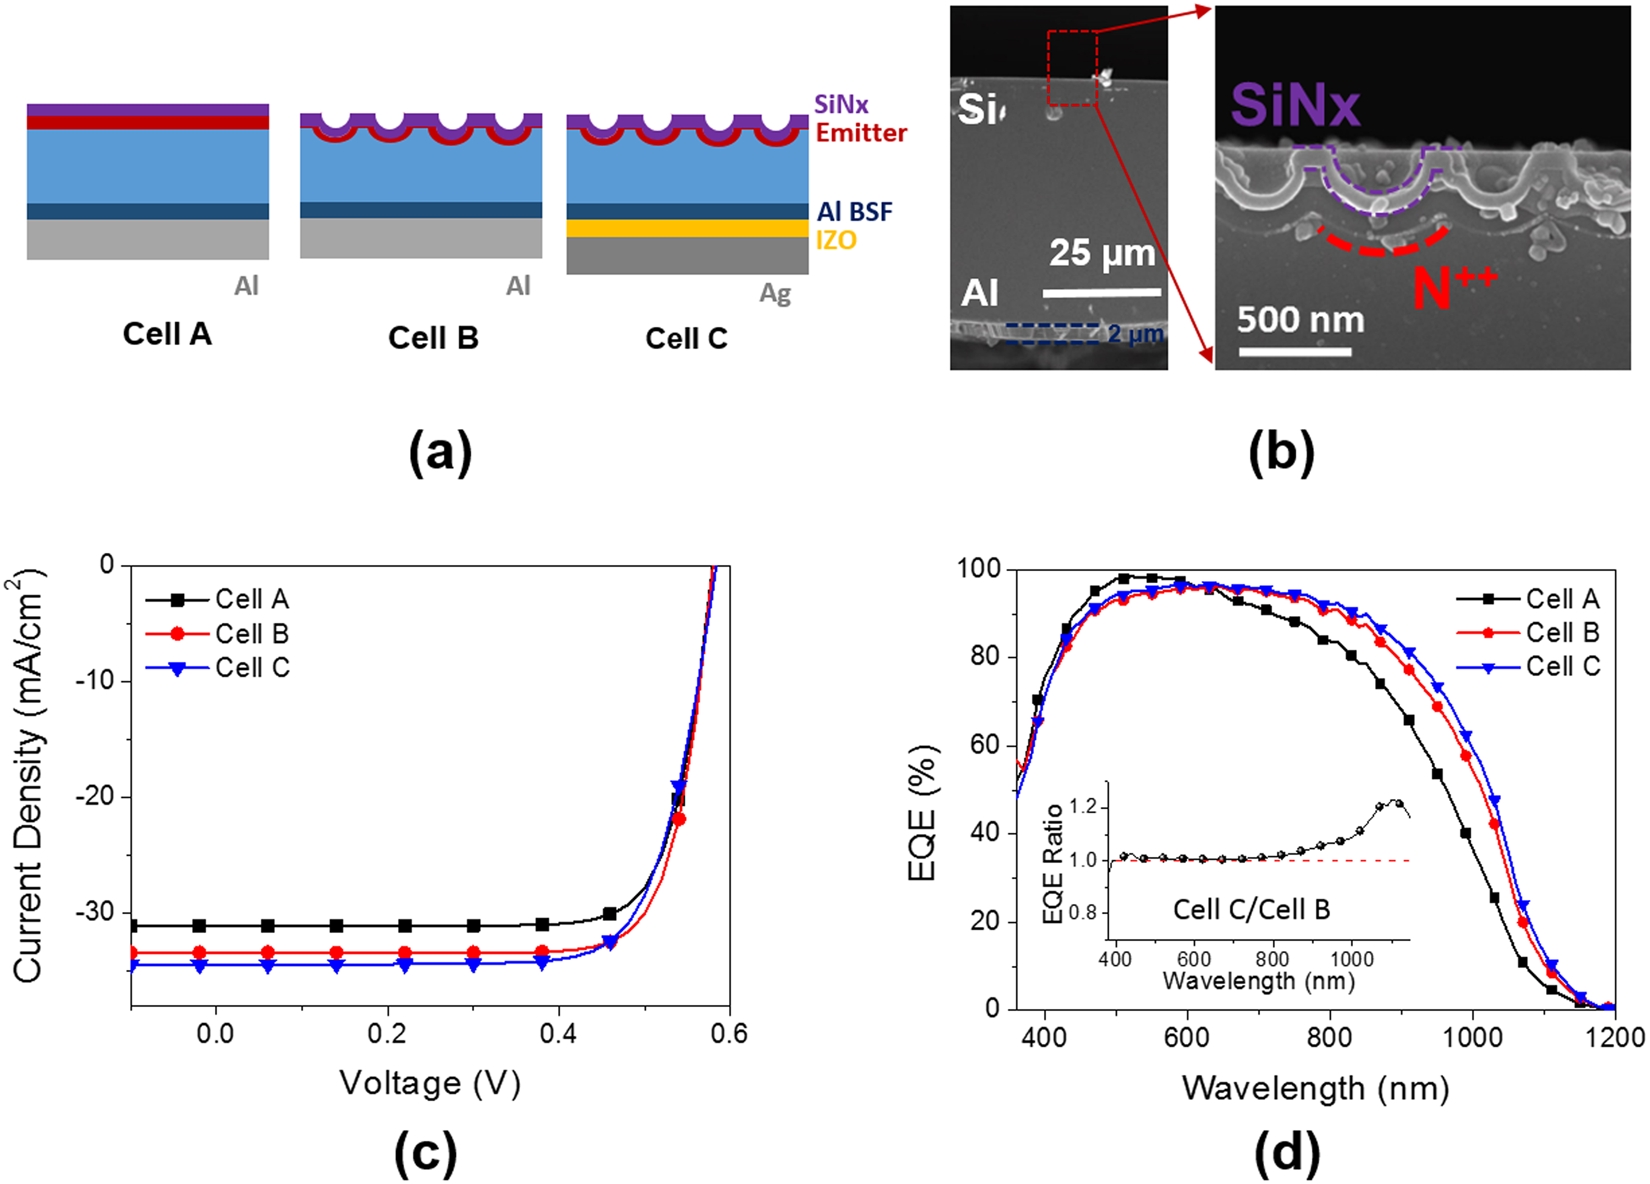 SiNx
Emitter
Al BSF
IZO
Al
Al
Ag
Cell A
Cell B
Cell C
(a)
Si
25 μm
Al
2 μm
SiNx
N++
500 nm
(b)
Current Density (mA/cm2)
0
-10
-20
-30
Cell A
Cell B
Cell C
0.0
0.2
0.4
0.6
Voltage (V)
(c)
EQE (%)
100
80
60
40
20
0
Cell A
Cell B
Cell C
EQE Ratio
1.2
1.0
0.8
Cell C/Cell B
400
600
800
1000
Wavelength (nm)
400
600
800
1000
1200
Wavelength (nm)
(d)